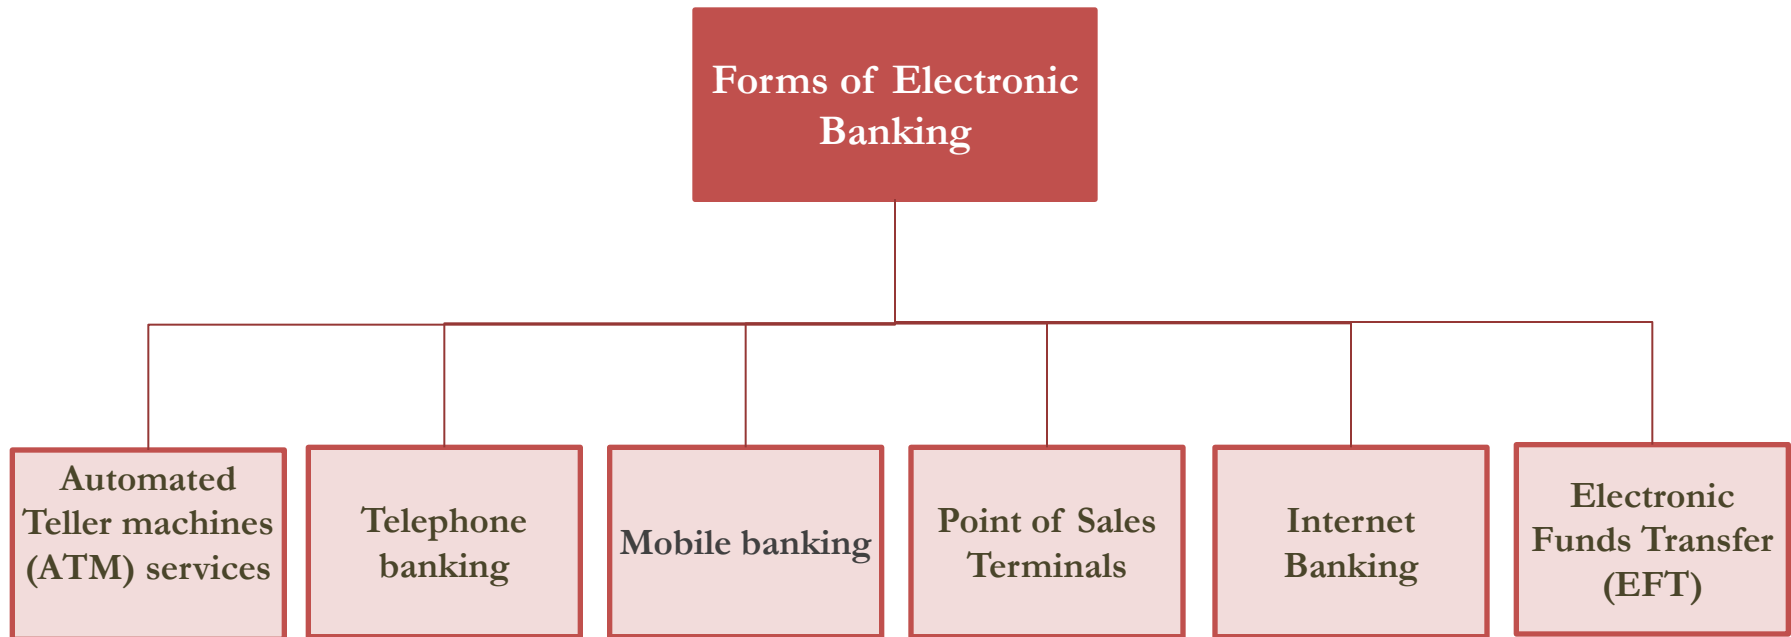 Forms of Electronic
Banking
Automated
Teller machines
(ATM) services
Telephone
banking
Mobile banking
Point of Sales
Terminals
Internet
Banking
Electronic
Funds Transfer
(EFT)